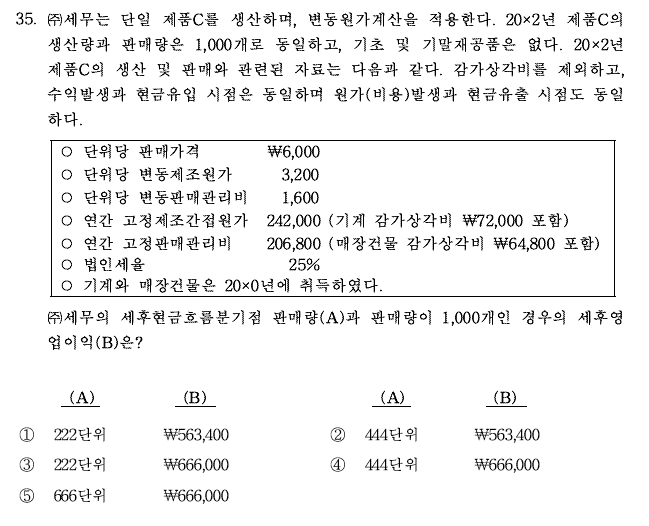 35. ㈜세무는 단일 제품C를 생산하며, 변동원가계산을 적용한다. 20×2년 제품C의
생산량과 판매량은 1,000개로 동일하고, 기초 및 기말재공품은 없다. 20×2년
제품C의 생산 및 판매와 관련된 자료는 다음과 같다. 감가상각비를 제외하고,
수익발생과 현금유입 시점은 동일하며 원가(비용)발생과 현금유출 시점도 동일
하다.
○ 단위당 판매가격 ₩6,000
○ 단위당 변동제조원가 3,200
○ 단위당 변동판매관리비 1,600
○ 연간 고정제조간접원가 242,000 (기계 감가상각비 ₩72,000 포함)
○ 연간 고정판매관리비 206,800 (매장건물 감가상각비 ₩64,800 포함)
○ 법인세율 25%
○ 기계와 매장건물은 20×0년에 취득하였다.
㈜세무의 세후현금흐름분기점 판매량(A)과 판매량이 1,000개인 경우의 세후영
업이익(B)은?
(A) (B) (A) (B)
① 222단위 ₩563,400 ② 444단위 ₩563,400
③ 222단위 ₩666,000 ④ 444단위 ₩666,000
⑤ 666단위 ₩666,000